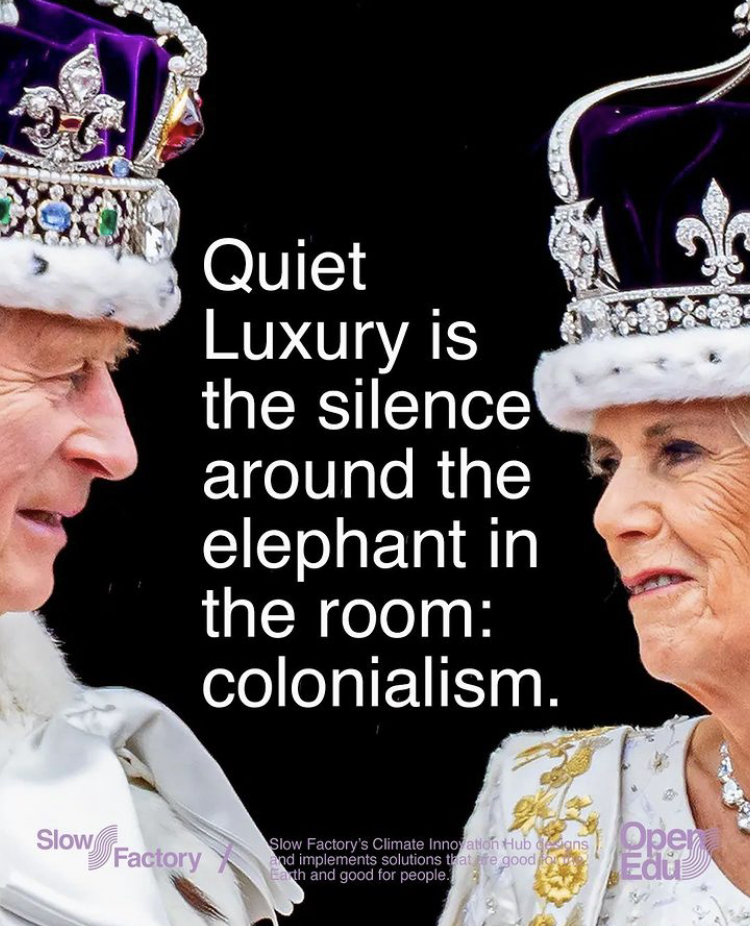 Quiet
Luxury is
the silence
around the
elephant in
the room:
colonialism.
Slow
Factory /
Slow Factory's Climate Innovation Hub designs
and implements solutions that are good for the
Earth and good for people.
Open
Edu